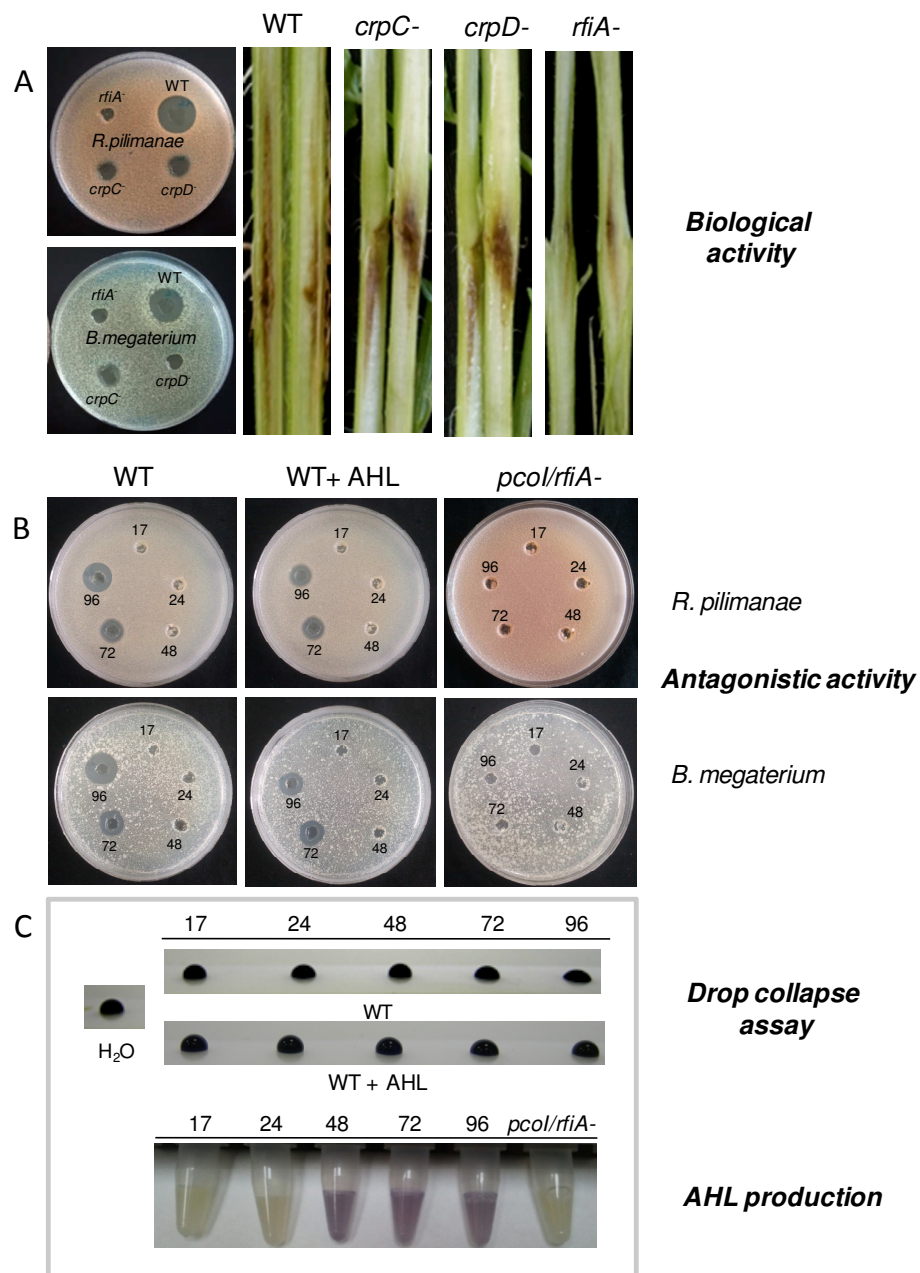 WT crpC- crpD- rfiA-
A
rfiA-
WT
R.pilimanae
crpC-
crpD-
Biological
activity
rfiA-
WT
B.megaterium
crpC-
crpD-
WT WT+ AHL pcoI/rfiA-
B
17
96
24
72
48
17
96
24
72
48
17
96
24
72
48
R. pilimanae
Antagonistic activity
17
96
24
72
48
17
96
24
72
48
17
96
24
72
48
B. megaterium
C
17 24 48 72 96
WT
H₂O
WT + AHL
Drop collapse
assay
17 24 48 72 96 pcoI/rfiA-
AHL production